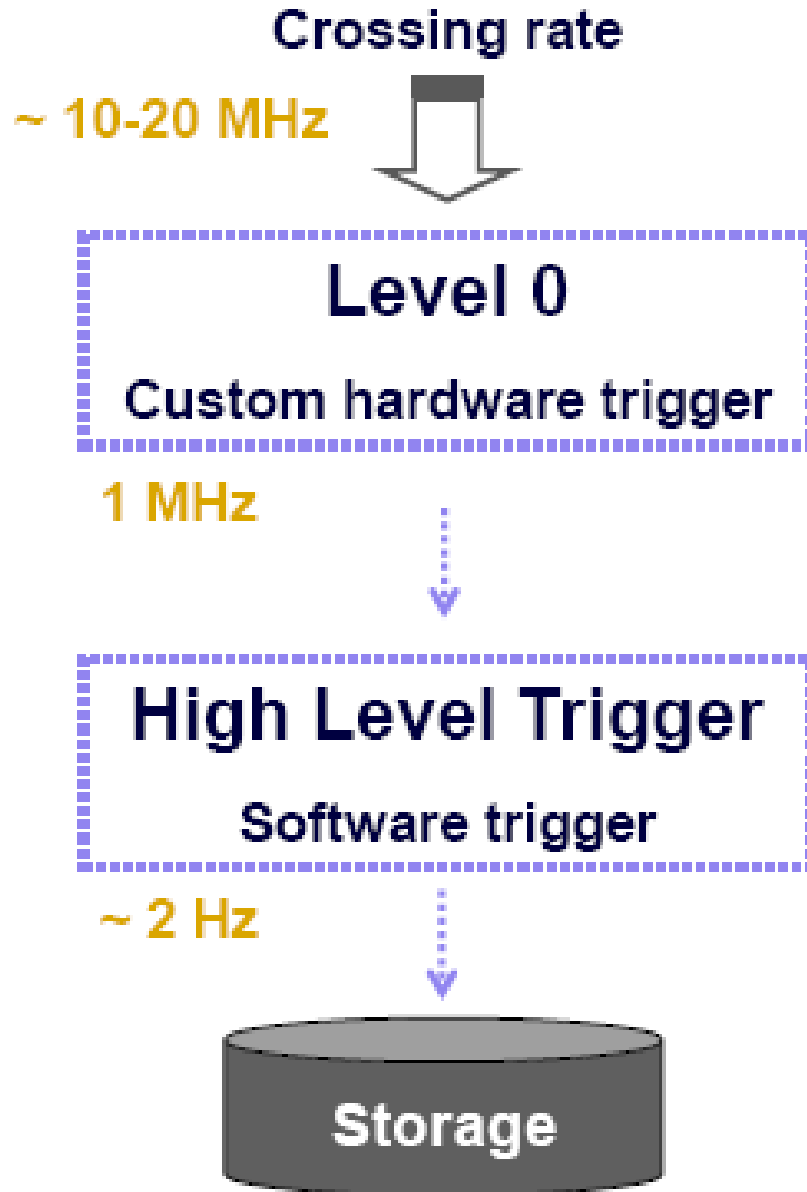 Crossing rate
~ 10-20 MHz
Level 0
Custom hardware trigger
1 MHz
High Level Trigger
Software trigger
~ 2 Hz
Storage